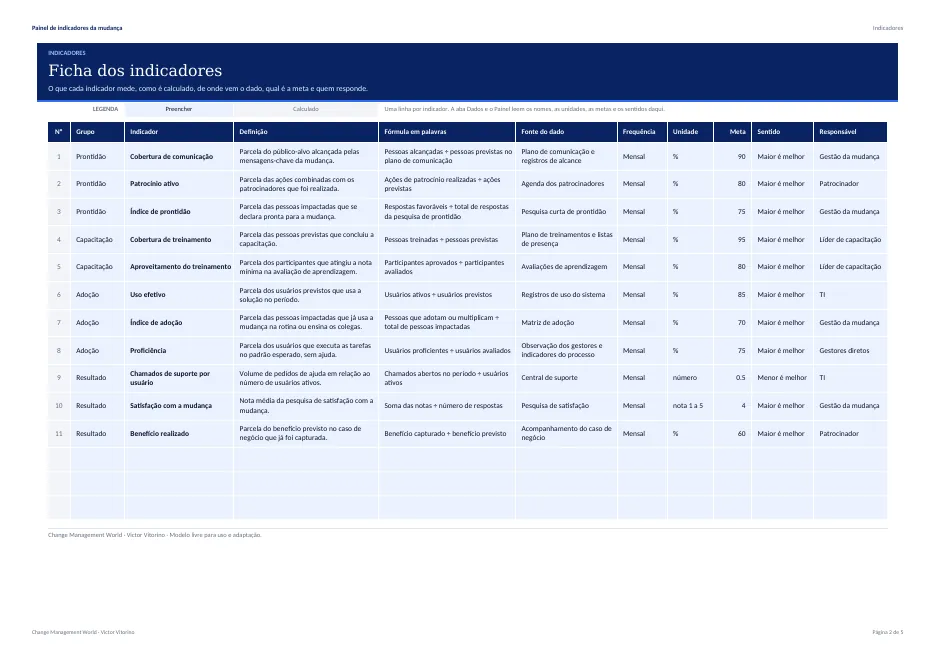 Painel de indicadores da mudança
Indicadores
INDICADORES
Ficha dos indicadores
O que cada indicador mede, como é calculado, de onde vem o dado, qual é a meta e quem responde.
LEGENDA Preencher Calculado Uma linha por indicador. A aba Dados e o Painel leem os nomes, as unidades, as metas e os sentidos daqui.
Nº Grupo Indicador Definição Fórmula em palavras Fonte do dado Frequência Unidade Meta Sentido Responsável
1 Prontidão Cobertura de comunicação Parcela do público-alvo alcançada pelas mensagens-chave da mudança. Pessoas alcançadas ÷ pessoas previstas no plano de comunicação Plano de comunicação e registros de alcance Mensal % 90 Maior é melhor Gestão da mudança
2 Prontidão Patrocínio ativo Parcela das ações combinadas com os patrocinadores que foi realizada. Ações de patrocínio realizadas ÷ ações previstas Agenda dos patrocinadores Mensal % 80 Maior é melhor Patrocinador
3 Prontidão Índice de prontidão Parcela das pessoas impactadas que se declara pronta para a mudança. Respostas favoráveis ÷ total de respostas da pesquisa de prontidão Pesquisa curta de prontidão Mensal % 75 Maior é melhor Gestão da mudança
4 Capacitação Cobertura de treinamento Parcela das pessoas previstas que concluiu a capacitação. Pessoas treinadas ÷ pessoas previstas Plano de treinamentos e listas de presença Mensal % 95 Maior é melhor Líder de capacitação
5 Capacitação Aproveitamento do treinamento Parcela dos participantes que atingiu a nota mínima na avaliação de aprendizagem. Participantes aprovados ÷ participantes avaliados Avaliações de aprendizagem Mensal % 80 Maior é melhor Líder de capacitação
6 Adoção Uso efetivo Parcela dos usuários previstos que usa a solução no período. Usuários ativos ÷ usuários previstos Registros de uso do sistema Mensal % 85 Maior é melhor TI
7 Adoção Índice de adoção Parcela das pessoas impactadas que já usa a mudança na rotina ou ensina os colegas. Pessoas que adotam ou multiplicam ÷ total de pessoas impactadas Matriz de adoção Mensal % 70 Maior é melhor Gestão da mudança
8 Adoção Proficiência Parcela dos usuários que executa as tarefas no padrão esperado, sem ajuda. Usuários proficientes ÷ usuários avaliados Observação dos gestores e indicadores do processo Mensal % 75 Maior é melhor Gestores diretos
9 Resultado Chamados de suporte por usuário Volume de pedidos de ajuda em relação ao número de usuários ativos. Chamados abertos no período ÷ usuários ativos Central de suporte Mensal número 0.5 Menor é melhor TI
10 Resultado Satisfação com a mudança Nota média da pesquisa de satisfação com a mudança. Soma das notas ÷ número de respostas Pesquisa de satisfação Mensal nota 1 a 5 4 Maior é melhor Gestão da mudança
11 Resultado Benefício realizado Parcela do benefício previsto no caso de negócio que já foi capturada. Benefício capturado ÷ benefício previsto Acompanhamento do caso de negócio Mensal % 60 Maior é melhor Patrocinador
Change Management World · Victor Vitorino · Modelo livre para uso e adaptação.
Change Management World · Victor Vitorino
Página 2 de 5